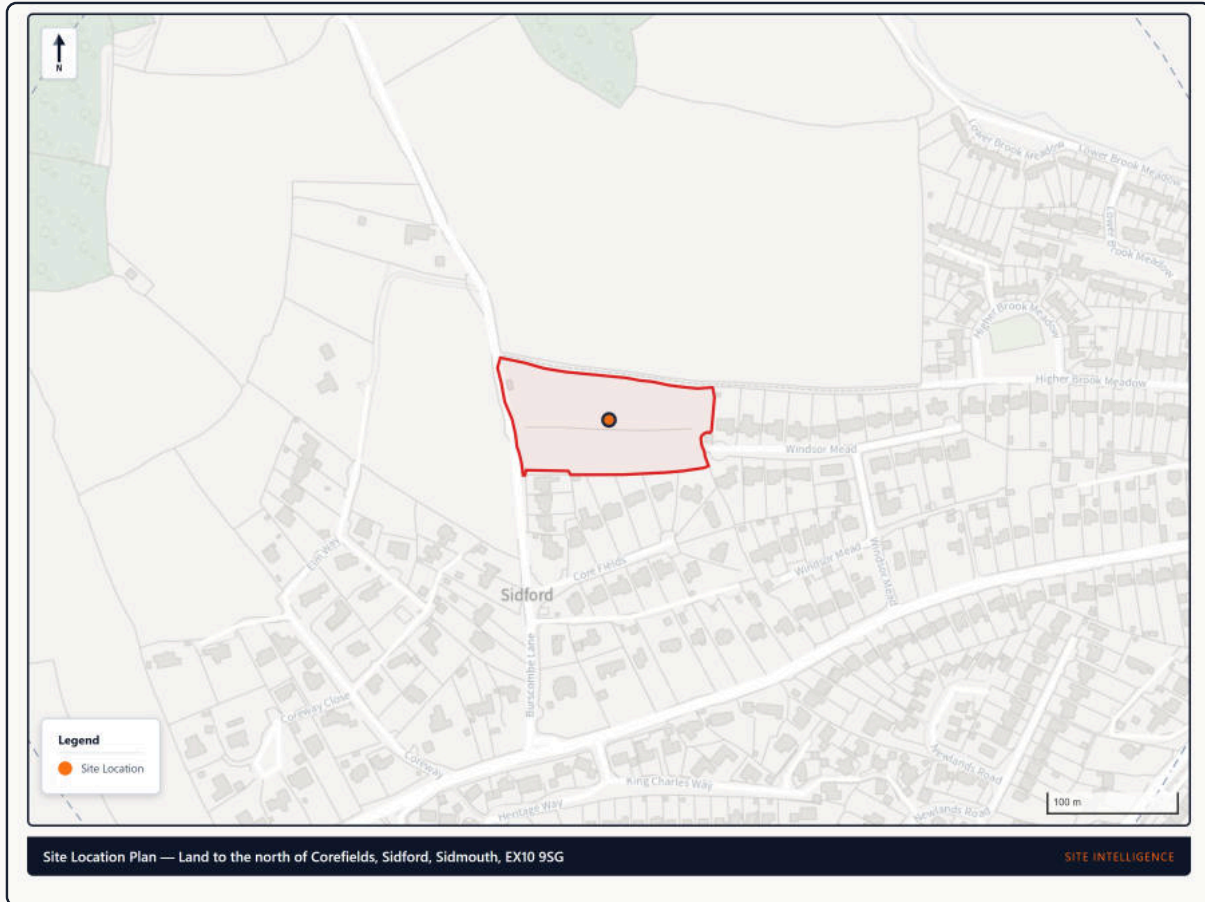 N
Lower Brook Meadow
Lower Brook Meadow
Lower Brook Meadow
Higher Brook Meadow
Higher Brook Meadow
Windsor Mead
Elm Way
Core Fields
Windsor Mead
Windsor Mead
Sidford
Burscombe Lane
Coreway Close
Coreway
Newlands Road
King Charles Way
Heritage Way
Newlands Road
Legend
Site Location
100 m
Site Location Plan — Land to the north of Corefields, Sidford, Sidmouth, EX10 9SG
SITE INTELLIGENCE